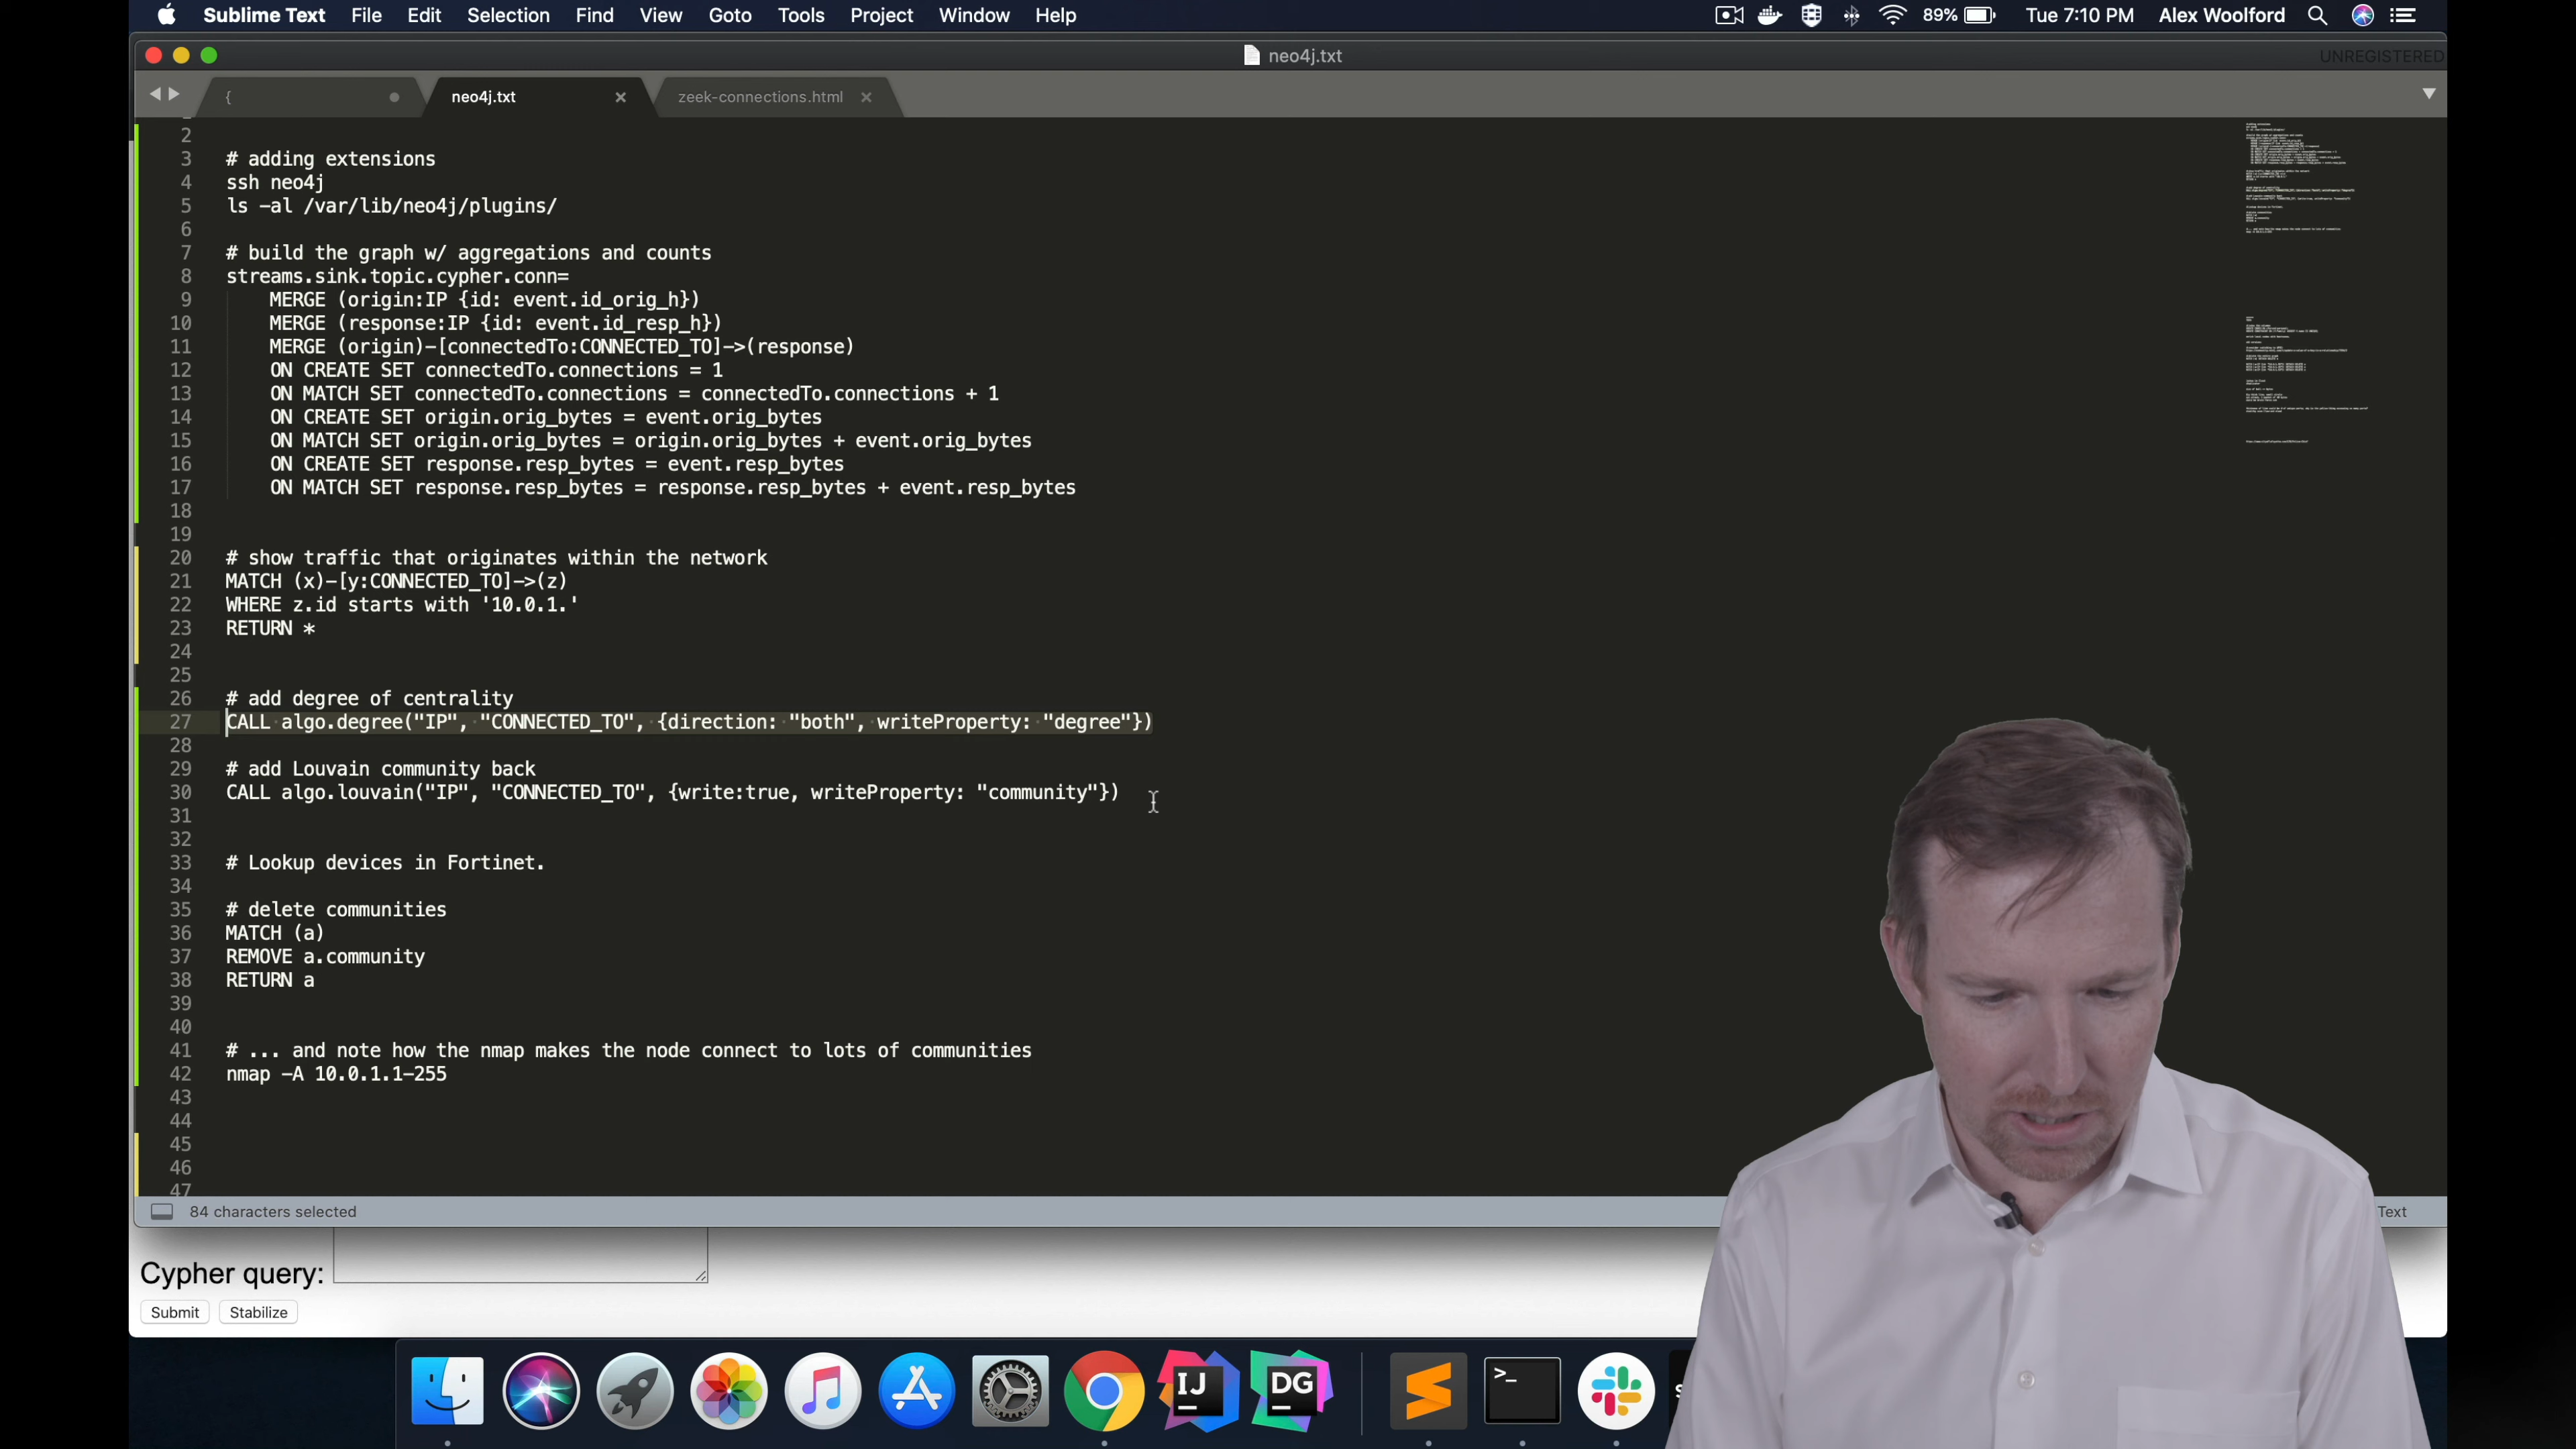 Sublime Text File Edit Selection Find View Goto Tools Project Window Help 89% Tue 7:10 PM Alex Woolford
neo4j.txt UNREGISTERED
{ neo4j.txt zeek-connections.html
2
3 # adding extensions
4 ssh neo4j
5 ls -al /var/lib/neo4j/plugins/
6
7 # build the graph w/ aggregations and counts
8 streams.sink.topic.cypher.conn=
9 MERGE (origin:IP {id: event.id_orig_h})
10 MERGE (response:IP {id: event.id_resp_h})
11 MERGE (origin)-[connectedTo:CONNECTED_TO]->(response)
12 ON CREATE SET connectedTo.connections = 1
13 ON MATCH SET connectedTo.connections = connectedTo.connections + 1
14 ON CREATE SET origin.orig_bytes = event.orig_bytes
15 ON MATCH SET origin.orig_bytes = origin.orig_bytes + event.orig_bytes
16 ON CREATE SET response.resp_bytes = event.resp_bytes
17 ON MATCH SET response.resp_bytes = response.resp_bytes + event.resp_bytes
18
19
20 # show traffic that originates within the network
21 MATCH (x)-[y:CONNECTED_TO]->(z)
22 WHERE z.id starts with '10.0.1.'
23 RETURN *
24
25
26 # add degree of centrality
27 CALL algo.degree("IP", "CONNECTED_TO", {direction: "both", writeProperty: "degree"})
28
29 # add Louvain community back
30 CALL algo.louvain("IP", "CONNECTED_TO", {write:true, writeProperty: "community"})
31
32
33 # Lookup devices in Fortinet.
34
35 # delete communities
36 MATCH (a)
37 REMOVE a.community
38 RETURN a
39
40
41 # ... and note how the nmap makes the node connect to lots of communities
42 nmap -A 10.0.1.1-255
43
44
45
46
47
84 characters selected Text
Cypher query:
Submit Stabilize
IJ DG >_